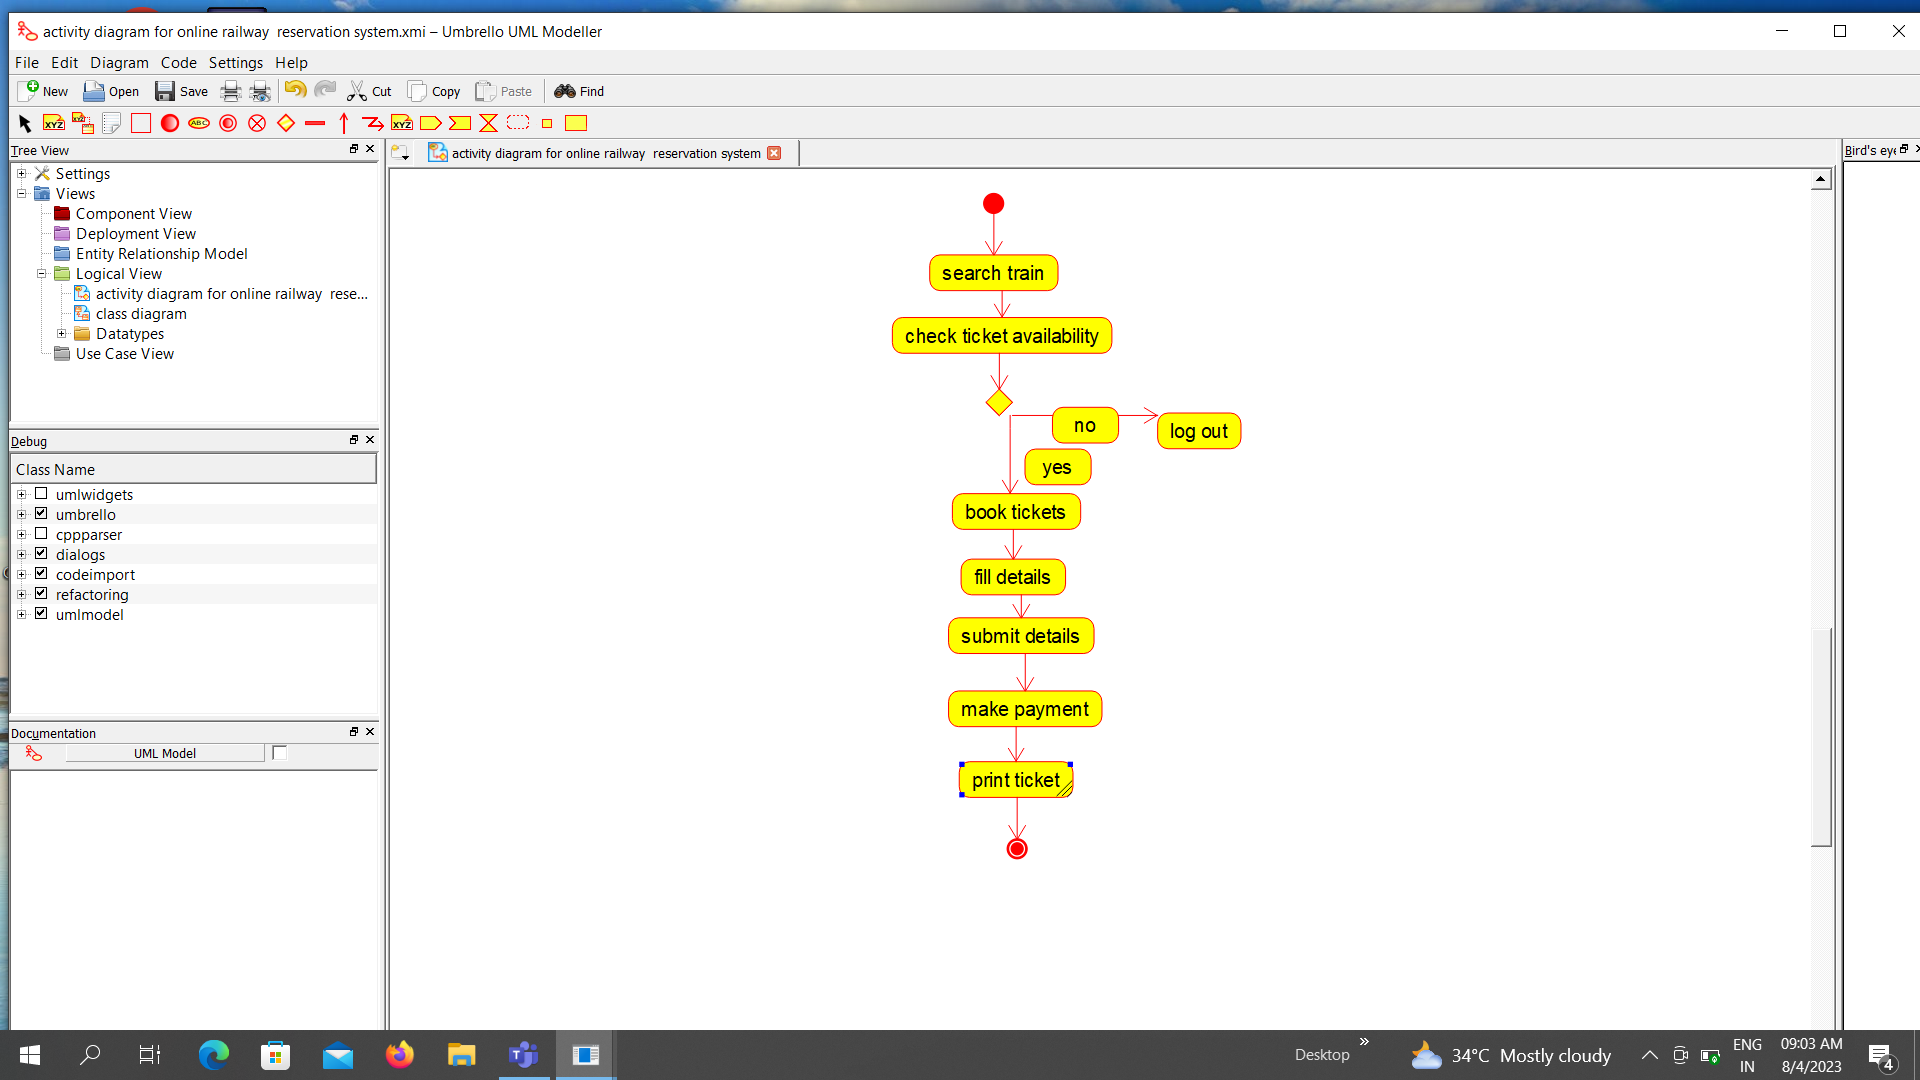 activity diagram for online railway  reservation system.xmi – Umbrello UML Modeller
File Edit Diagram Code Settings Help
New Open Save Cut Copy Paste Find
XYZ XYZ ABC XYZ
Tree View
activity diagram for online railway  reservation system
Bird's eye
Settings
Views
Component View
Deployment View
Entity Relationship Model
Logical View
activity diagram for online railway  rese...
class diagram
Datatypes
Use Case View
Debug
Class Name
umlwidgets
umbrello
cppparser
dialogs
codeimport
refactoring
umlmodel
Documentation
UML Model
search train
check ticket availability
no
log out
yes
book tickets
fill details
submit details
make payment
print ticket
Desktop
»
34°C Mostly cloudy
ENG
IN
09:03 AM
8/4/2023
4